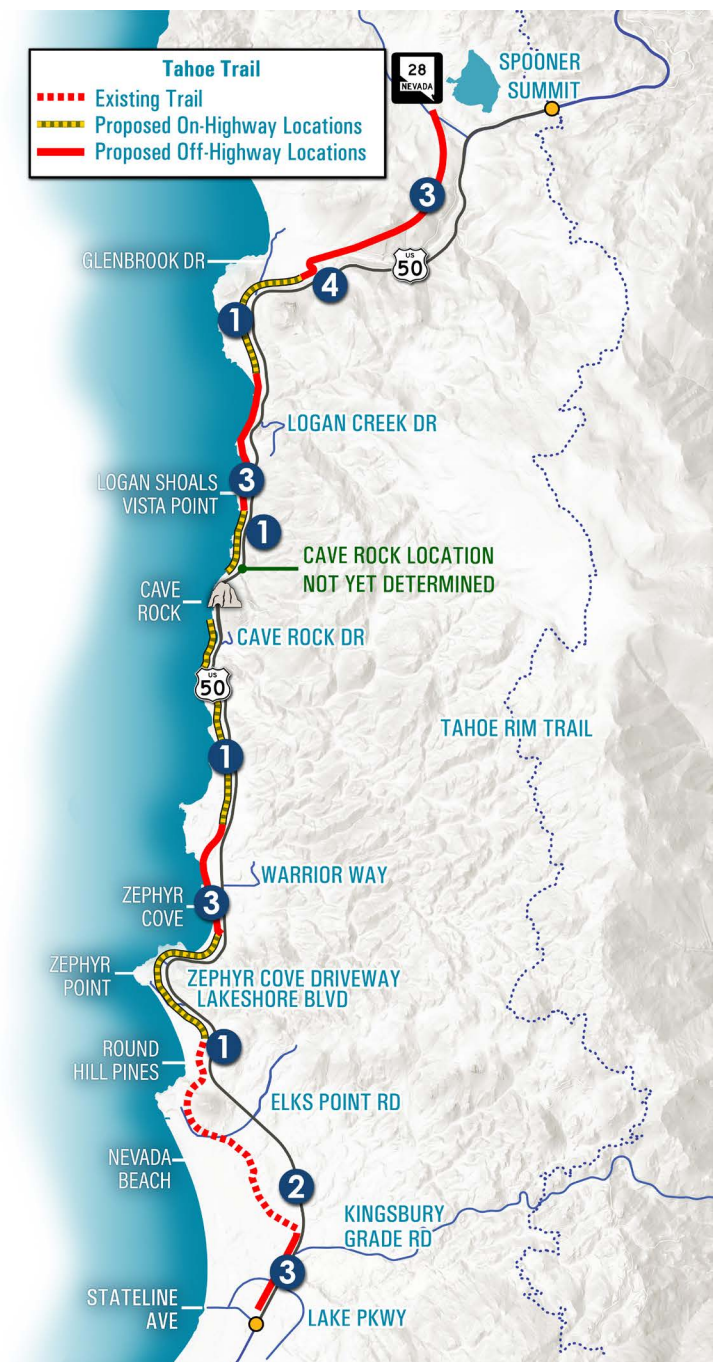 Tahoe Trail
Existing Trail
Proposed On-Highway Locations
Proposed Off-Highway Locations
28
NEVADA
SPOONER
SUMMIT
3
GLENBROOK DR
US
50
4
1
LOGAN CREEK DR
LOGAN SHOALS
VISTA POINT
3
1
CAVE ROCK LOCATION
NOT YET DETERMINED
CAVE
ROCK
CAVE ROCK DR
US
50
TAHOE RIM TRAIL
1
WARRIOR WAY
ZEPHYR
COVE
3
ZEPHYR
POINT
ZEPHYR COVE DRIVEWAY
LAKESHORE BLVD
ROUND
HILL PINES
1
ELKS POINT RD
NEVADA
BEACH
2
KINGSBURY
GRADE RD
3
STATELINE
AVE
LAKE PKWY